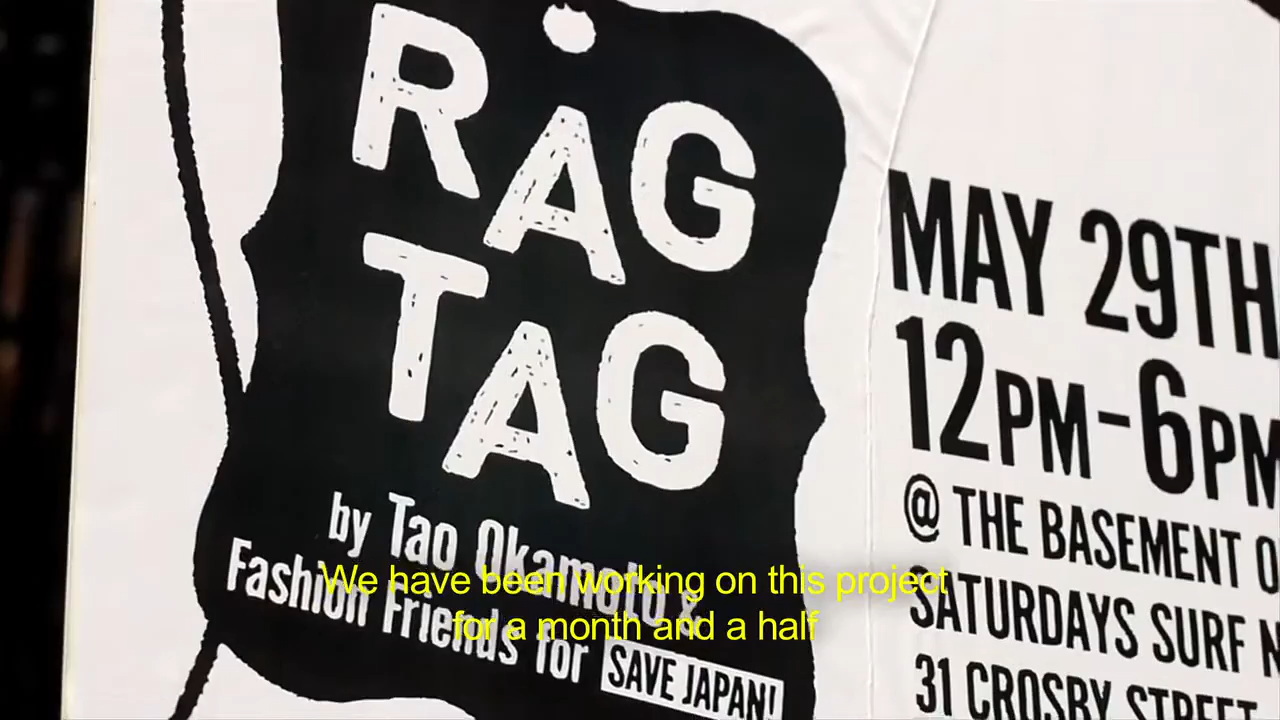 RAG
TAG
by Tao Okamoto &
Fashion Friends for SAVE JAPAN!
MAY 29TH
12PM-6PM
@ THE BASEMENT O
SATURDAYS SURF N
31 CROSBY STREET
We have been working on this project
for a month and a half